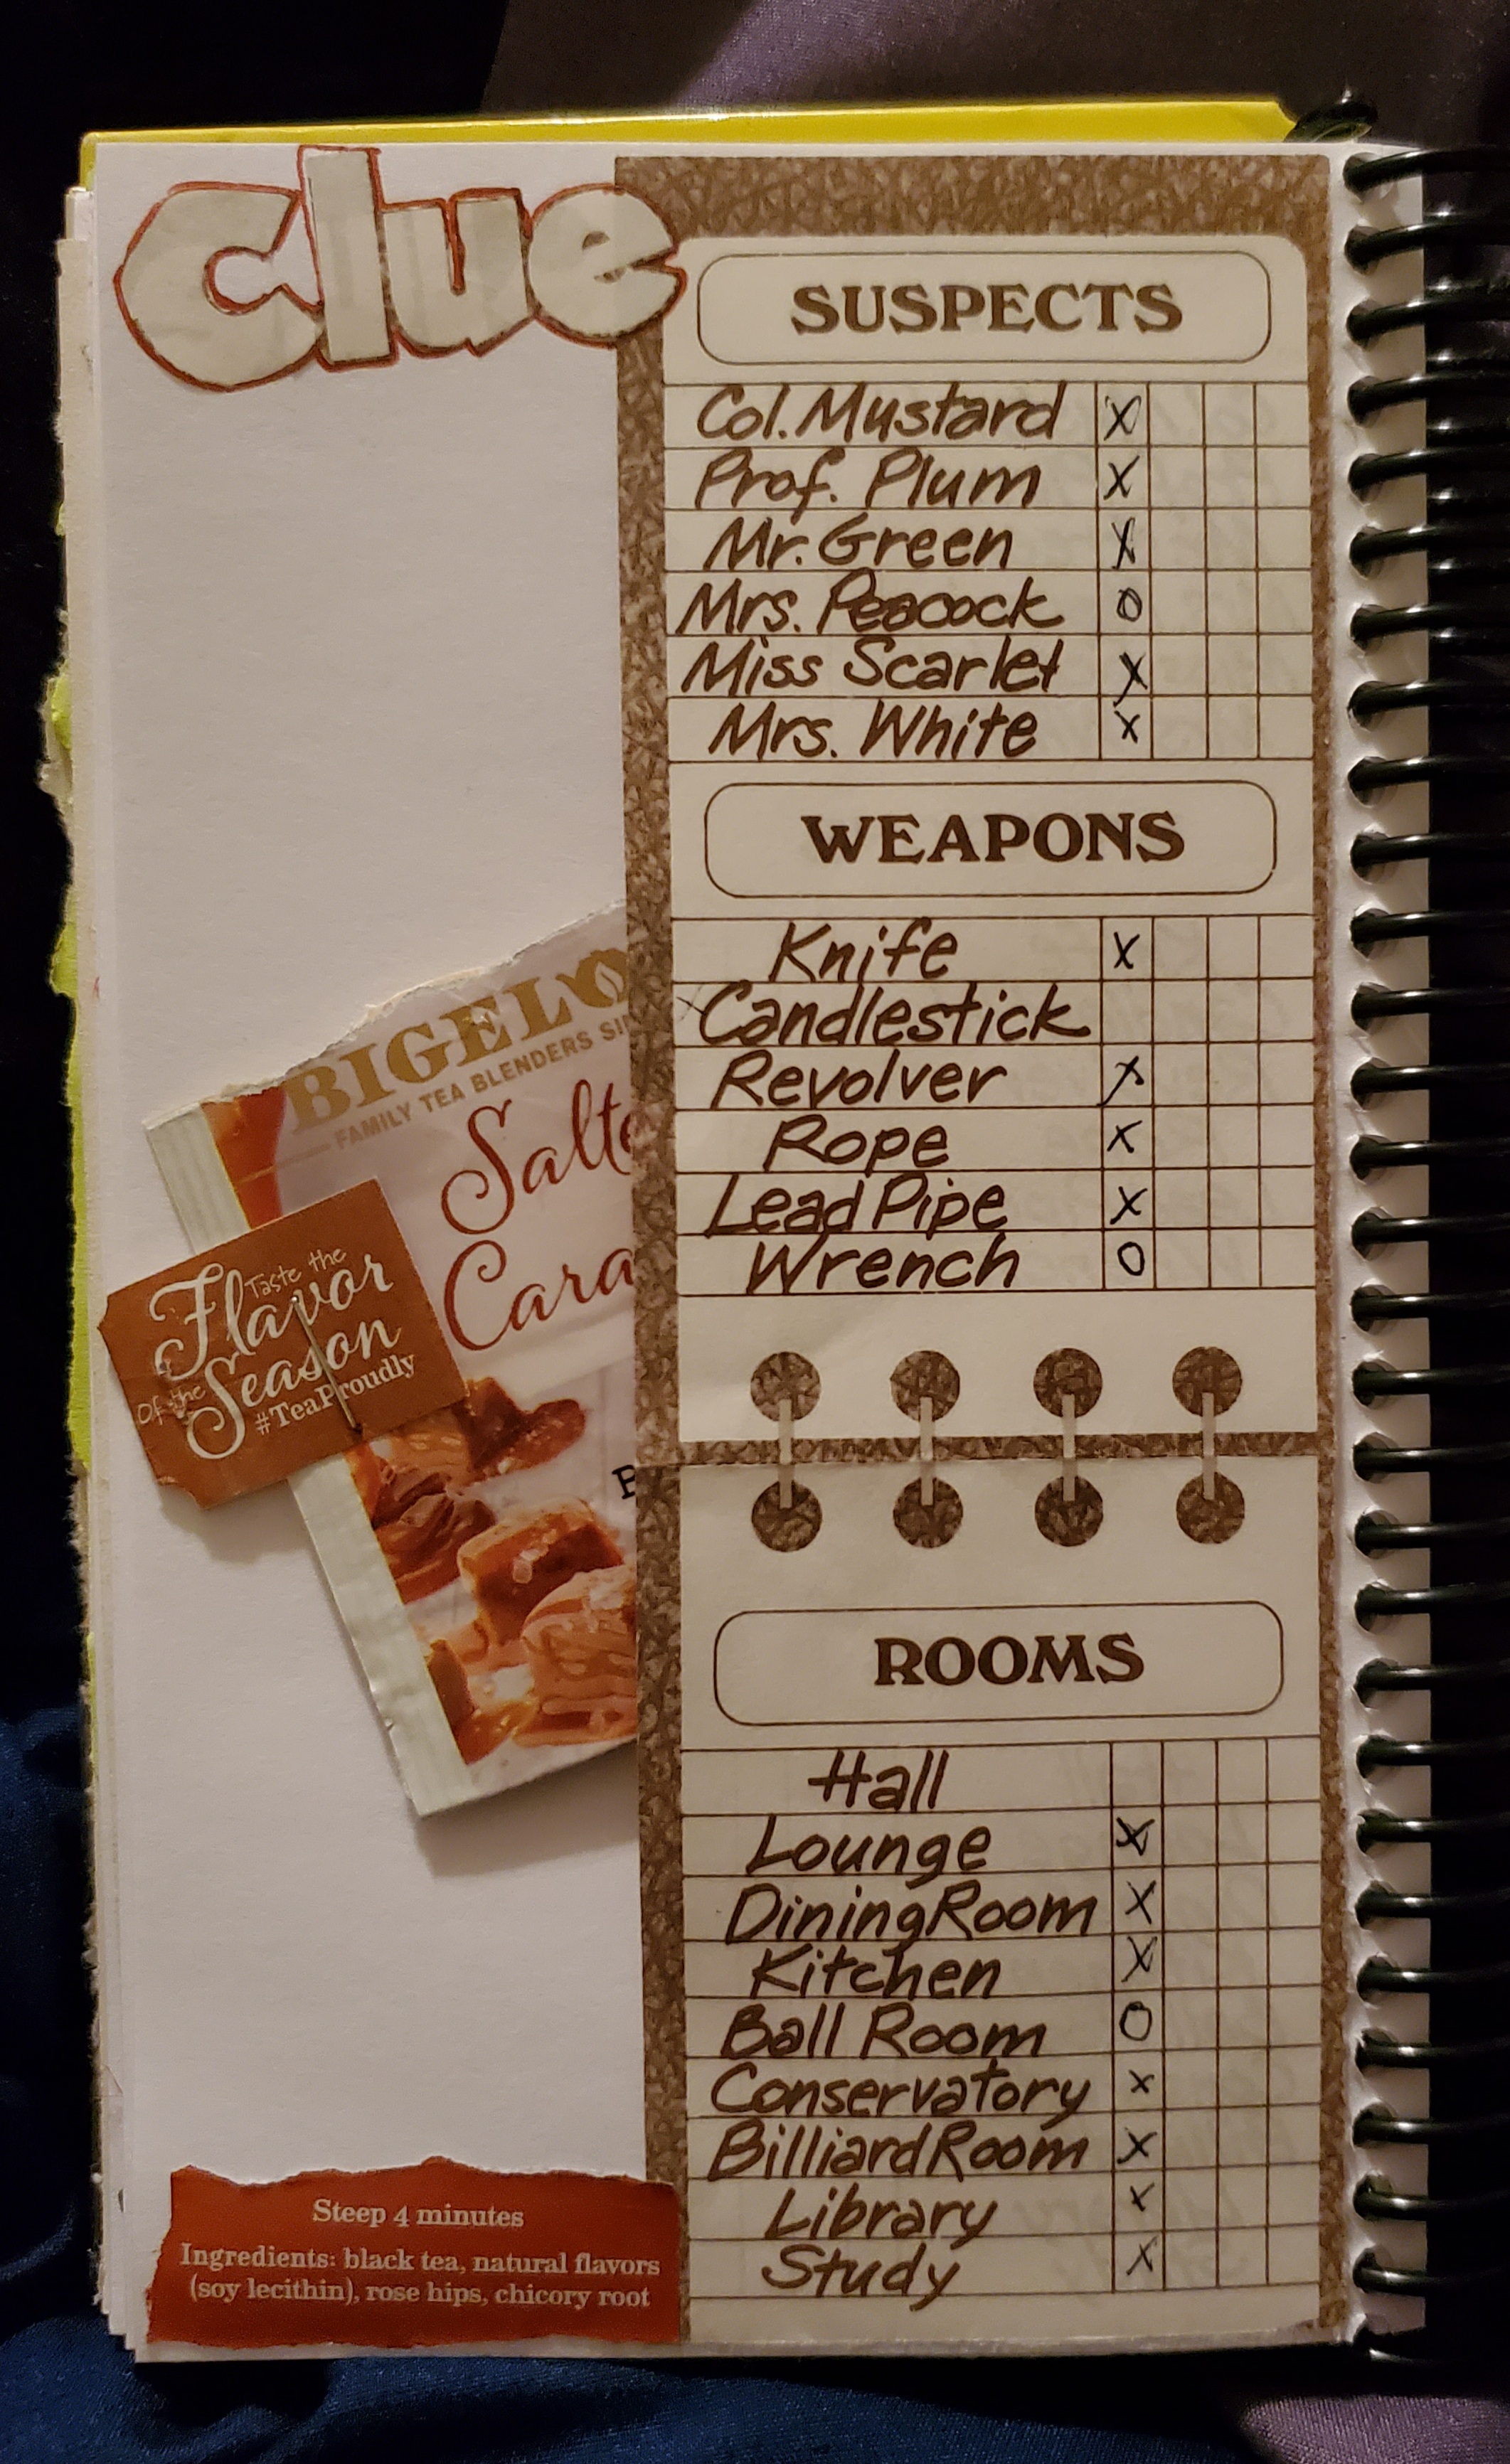 Clue
SUSPECTS
Col. Mustard X
Prof. Plum X
Mr. Green X
Mrs. Peacock O
Miss Scarlet X
Mrs. White X
WEAPONS
Knife X
Candlestick
Revolver X
Rope X
Lead Pipe X
Wrench O
BIGELO
FAMILY TEA BLENDERS SIN
Salte
Cara
Taste the
Flavor
Of the
Season
#TeaProudly
ROOMS
Hall
Lounge X
Dining Room X
Kitchen X
Ball Room O
Conservatory X
Billiard Room X
Library X
Study X
Steep 4 minutes
Ingredients: black tea, natural flavors
(soy lecithin), rose hips, chicory root